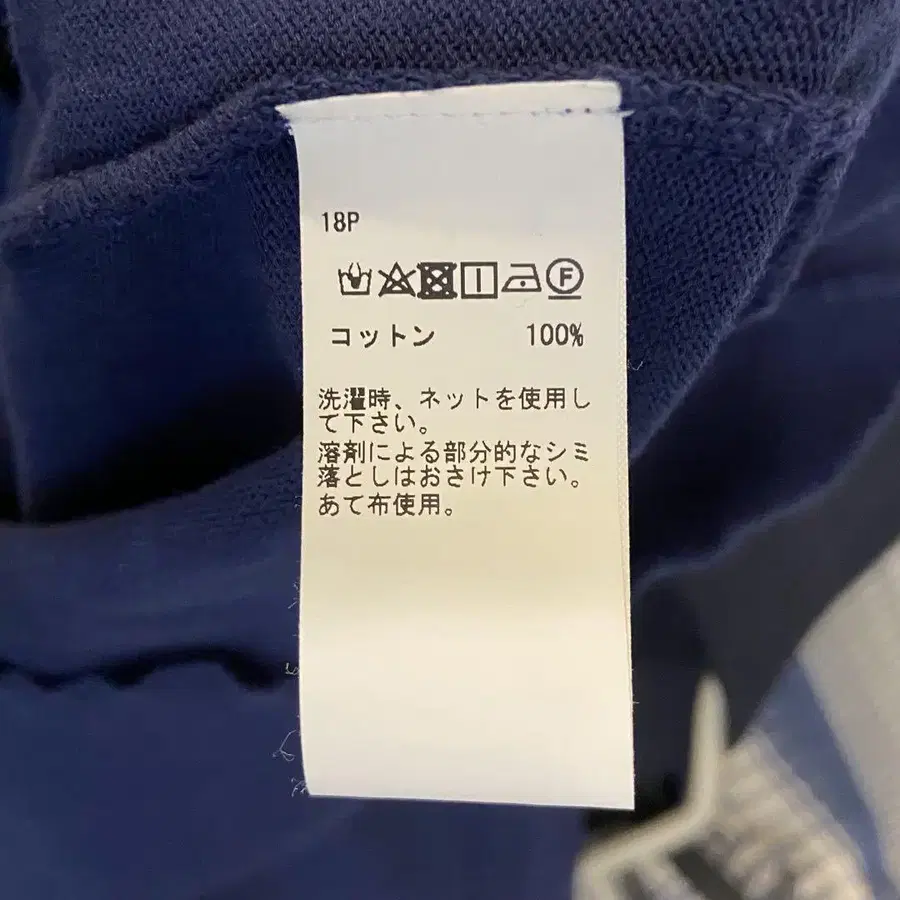 18P
F
コットン 100%
洗濯時、ネットを使用し
て下さい。
溶剤による部分的なシミ
落としはおさけ下さい。
あて布使用。